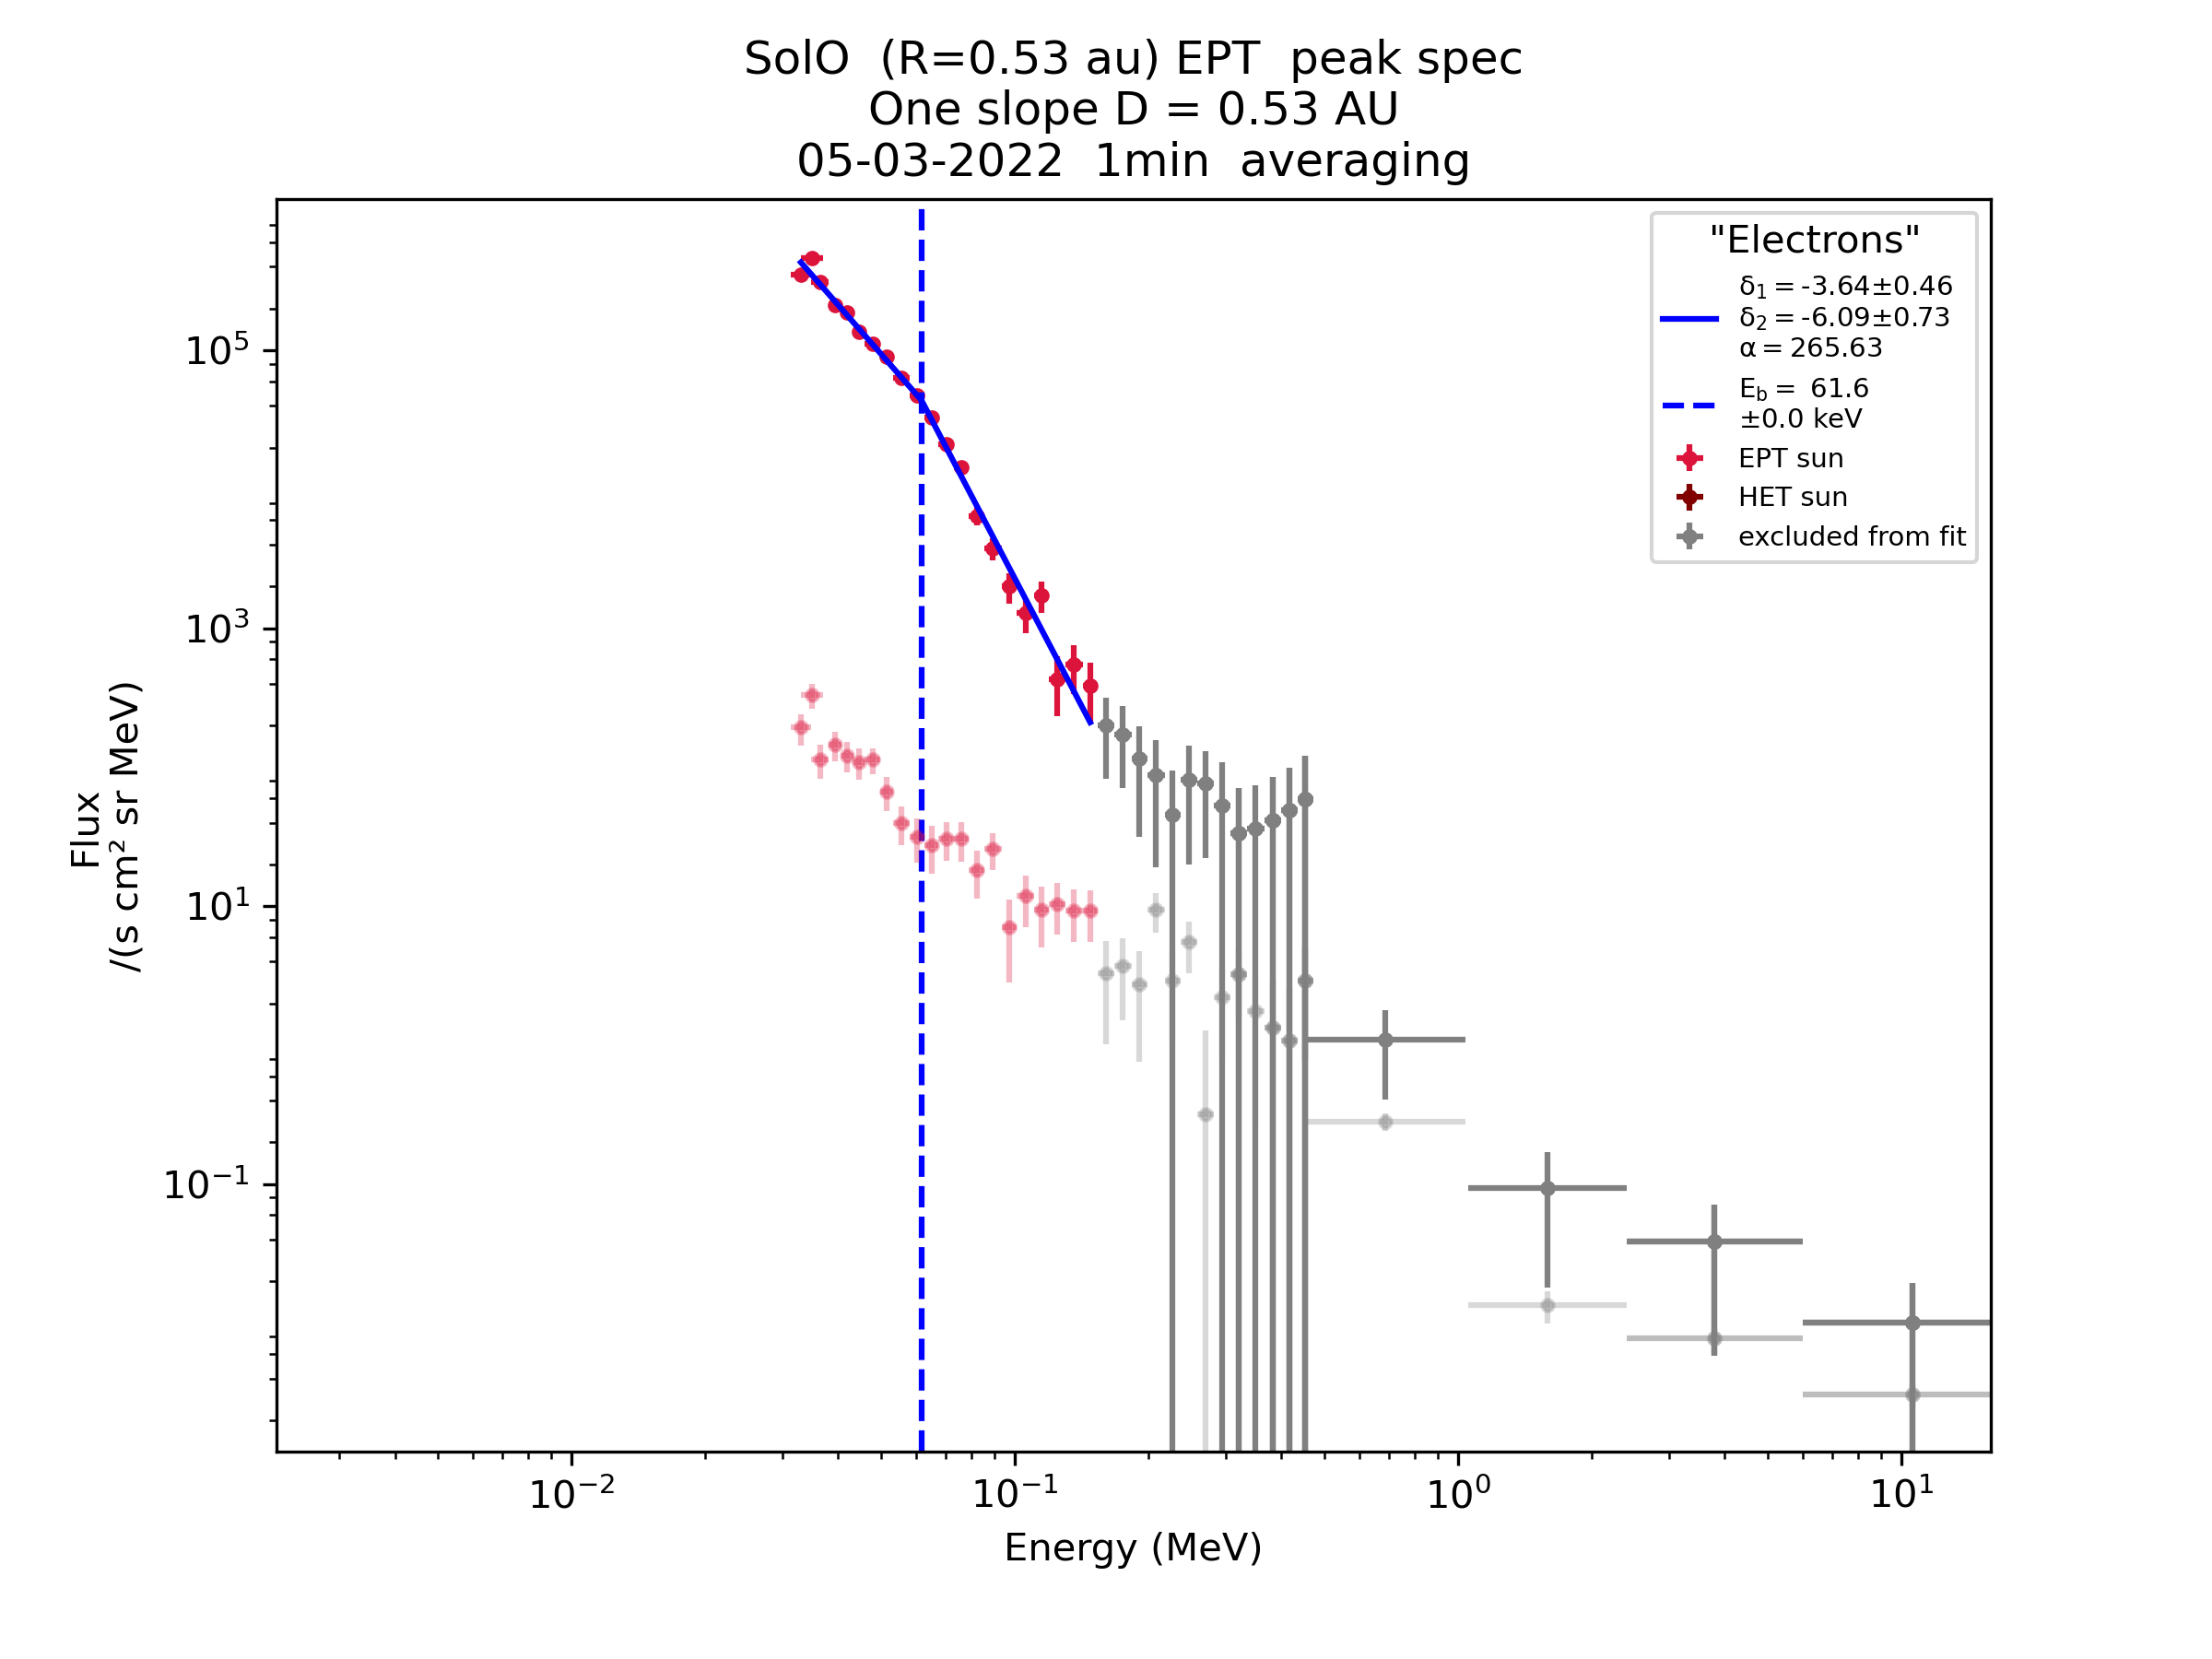 SolO  (R=0.53 au) EPT  peak spec
One slope D = 0.53 AU
05-03-2022  1min  averaging
"Electrons"
δ₁ = -3.64±0.46
δ₂ = -6.09±0.73
α = 265.63
E_b = 61.6
±0.0 keV
EPT sun
HET sun
excluded from fit
10⁵
10³
10¹
10⁻¹
Flux
/(s cm² sr MeV)
10⁻²
10⁻¹
10⁰
10¹
Energy (MeV)